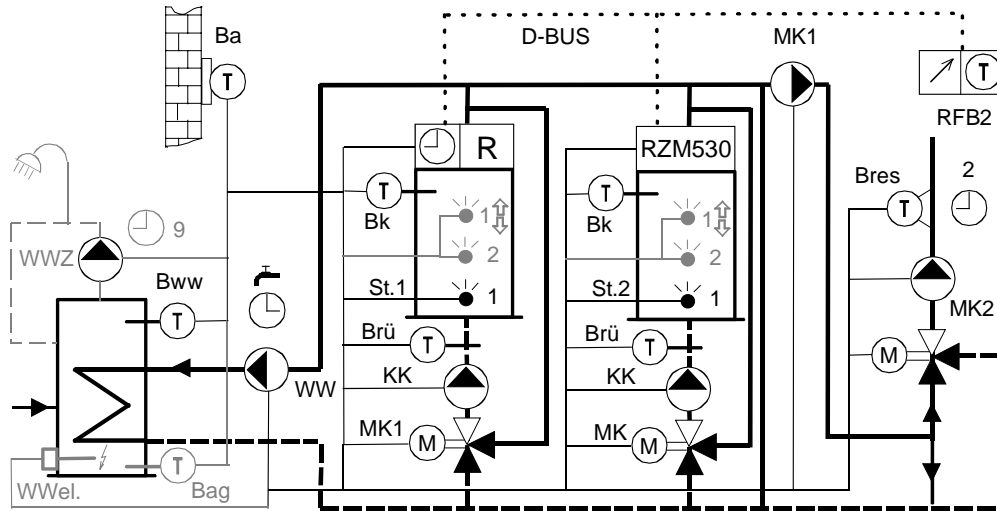 Ba
D-BUS
MK1
T
T
RFB2
R
RZM530
9
WWZ
Bww
T
T
Bk
1
2
St.1
1
T
Bk
1
2
St.2
1
Bres
T
2
MK2
M
Brü
T
Brü
T
WW
KK
KK
MK1
M
MK
M
WWel.
T
Bag